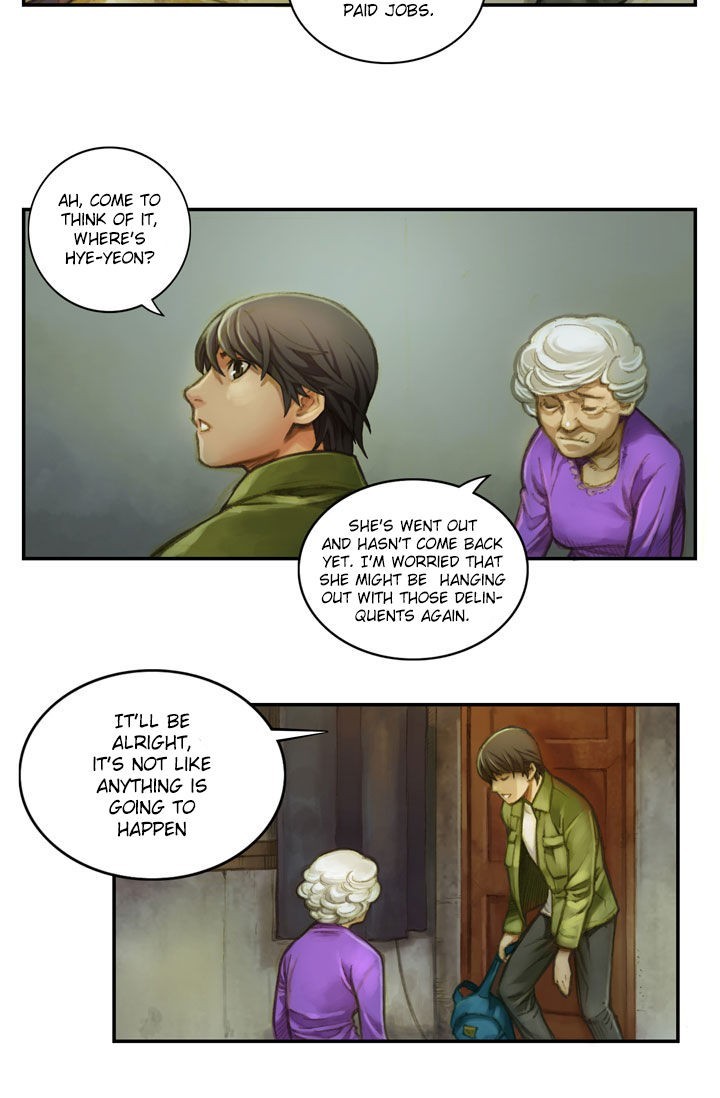 PAID JOBS.
AH, COME TO
THINK OF IT,
WHERE'S
HYE-YEON?
SHE'S WENT OUT
AND HASN'T COME BACK
YET. I'M WORRIED THAT
SHE MIGHT BE HANGING
OUT WITH THOSE DELIN-
QUENTS AGAIN.
IT'LL BE
ALRIGHT,
IT'S NOT LIKE
ANYTHING IS
GOING TO
HAPPEN